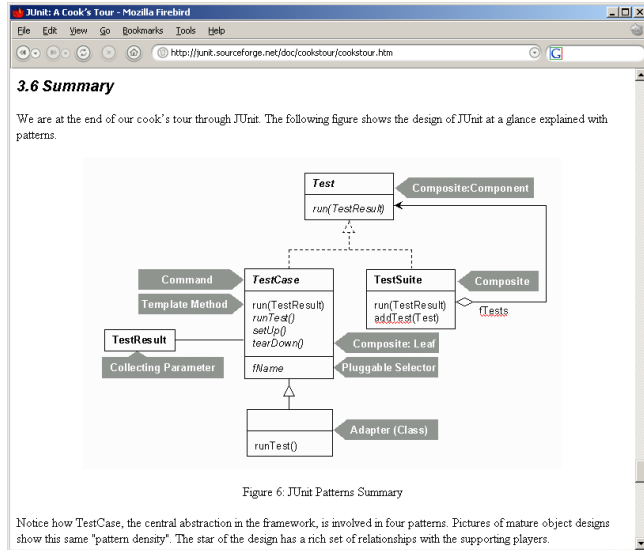 JUnit: A Cook's Tour - Mozilla Firebird
File Edit View Go Bookmarks Tools Help
http://junit.sourceforge.net/doc/cookstour/cookstour.htm
G
3.6 Summary
We are at the end of our cook's tour through JUnit. The following figure shows the design of JUnit at a glance explained with
patterns.
Test
run(TestResult)
Composite:Component
Command
Template Method
TestCase
run(TestResult)
runTest()
setUp()
tearDown()
fName
TestSuite
run(TestResult)
addTest(Test)
Composite
fTests
TestResult
Collecting Parameter
Composite: Leaf
Pluggable Selector
runTest()
Adapter (Class)
Figure 6: JUnit Patterns Summary
Notice how TestCase, the central abstraction in the framework, is involved in four patterns. Pictures of mature object designs
show this same "pattern density". The star of the design has a rich set of relationships with the supporting players.